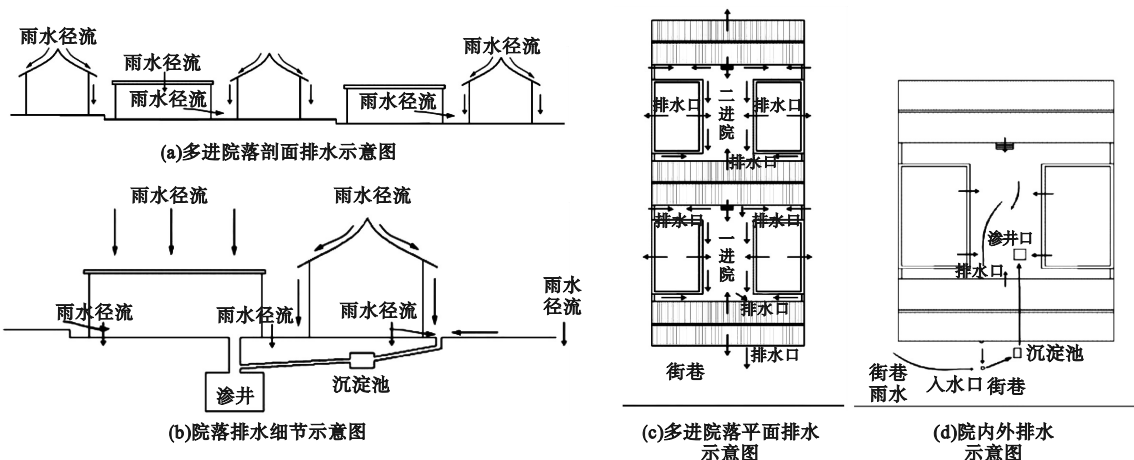 雨水径流
雨水径流
雨水径流
雨水径流
雨水径流
雨水径流
(a)多进院落剖面排水示意图
雨水径流
雨水径流
雨水径流
雨水径流
雨水径流
雨水
径流
渗井
沉淀池
(b)院落排水细节示意图
排水口
二进院
排水口
排水口
排水口
一进院
排水口
排水口
排水口
街巷
(c)多进院落平面排水
示意图
渗井口
排水口
沉淀池
街巷
雨水
入水口
街巷
(d)院内外排水
示意图